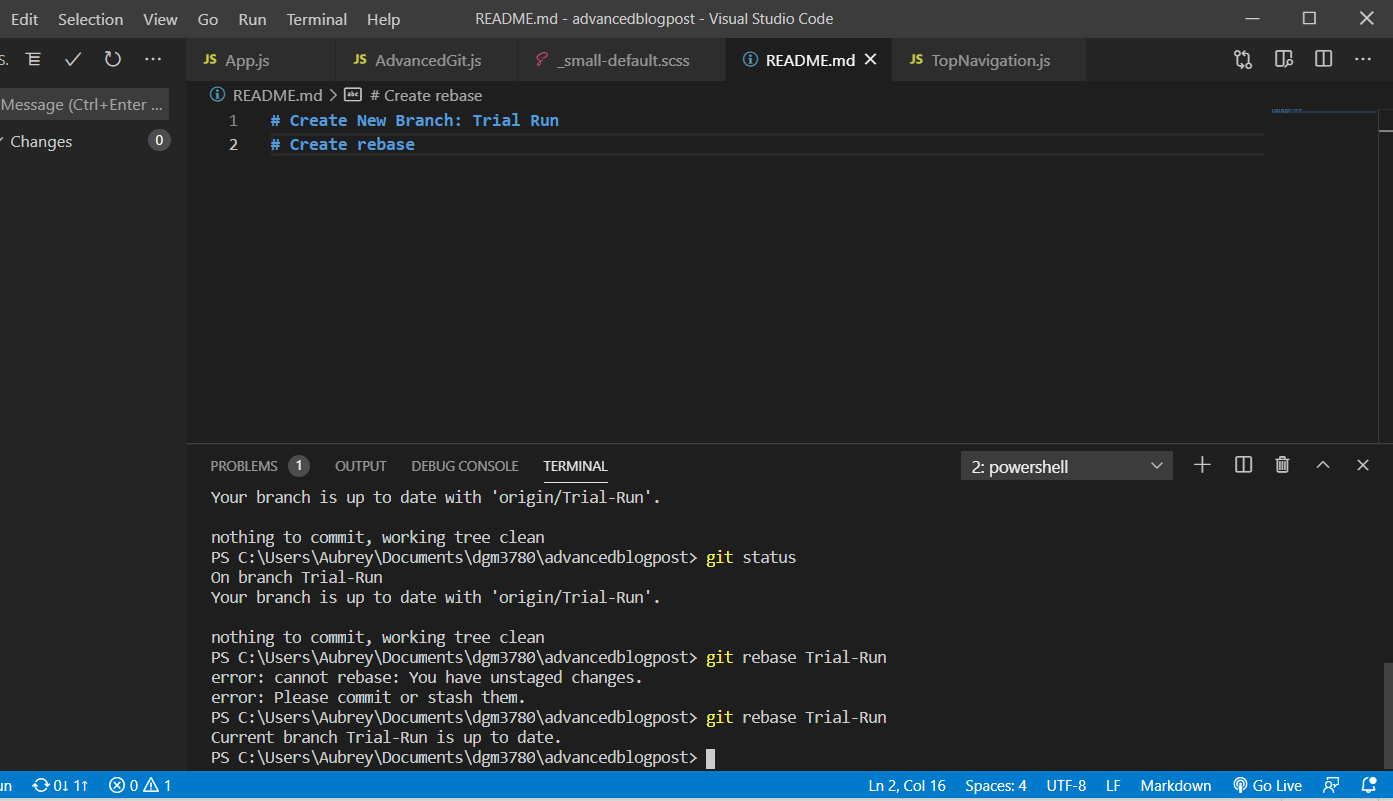 Edit Selection View Go Run Terminal Help README.md - advancedblogpost - Visual Studio Code
S. ... JS App.js JS AdvancedGit.js _small-default.scss README.md JS TopNavigation.js ...
README.md > # Create rebase
Message (Ctrl+Enter ...
1 # Create New Branch: Trial Run
Changes 0
2 # Create rebase
PROBLEMS 1 OUTPUT DEBUG CONSOLE TERMINAL 2: powershell
Your branch is up to date with 'origin/Trial-Run'.
nothing to commit, working tree clean
PS C:\Users\Aubrey\Documents\dgm3780\advancedblogpost> git status
On branch Trial-Run
Your branch is up to date with 'origin/Trial-Run'.
nothing to commit, working tree clean
PS C:\Users\Aubrey\Documents\dgm3780\advancedblogpost> git rebase Trial-Run
error: cannot rebase: You have unstaged changes.
error: Please commit or stash them.
PS C:\Users\Aubrey\Documents\dgm3780\advancedblogpost> git rebase Trial-Run
Current branch Trial-Run is up to date.
PS C:\Users\Aubrey\Documents\dgm3780\advancedblogpost>
un 0↓ 1↑ 0 1 Ln 2, Col 16 Spaces: 4 UTF-8 LF Markdown Go Live